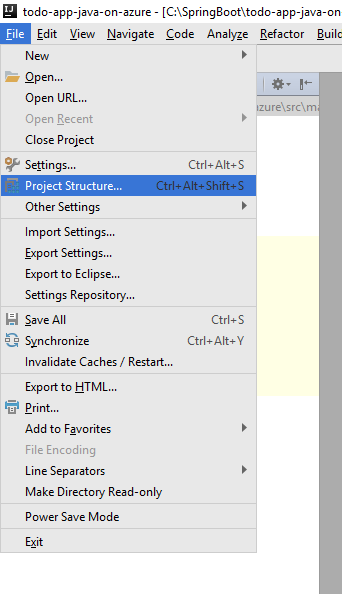 todo-app-java-on-azure - [C:\SpringBoot\todo-app-java-on
File Edit View Navigate Code Analyze Refactor Build
New
Open...
Open URL...
Open Recent
azure\src\ma
Close Project
Settings... Ctrl+Alt+S
Project Structure... Ctrl+Alt+Shift+S
Other Settings
Import Settings...
Export Settings...
Export to Eclipse...
Settings Repository...
Save All Ctrl+S
Synchronize Ctrl+Alt+Y
Invalidate Caches / Restart...
Export to HTML...
Print...
Add to Favorites
File Encoding
Line Separators
Make Directory Read-only
Power Save Mode
Exit